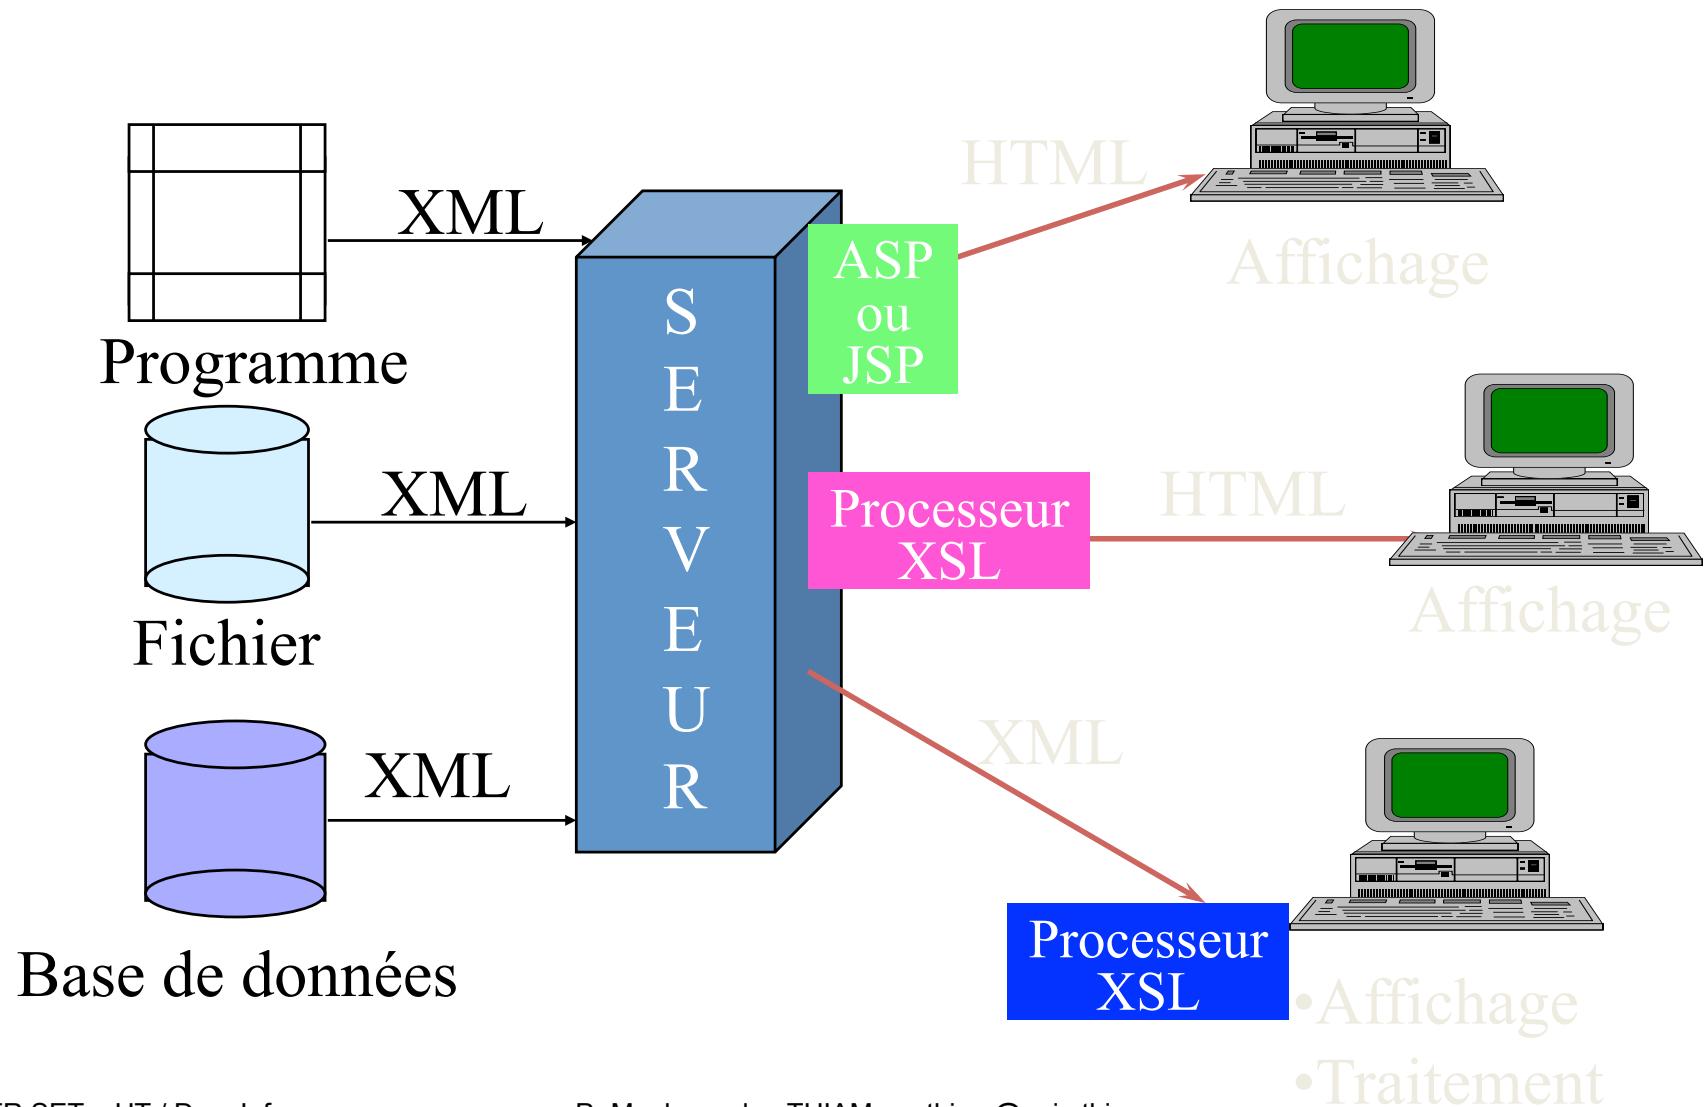 XML
Programme
XML
Fichier
XML
Base de données
S
E
R
V
E
U
R
ASP
ou
JSP
HTML
Affichage
Processeur
XSL
HTML
Affichage
XML
Processeur
XSL
•Affichage
•Traitement